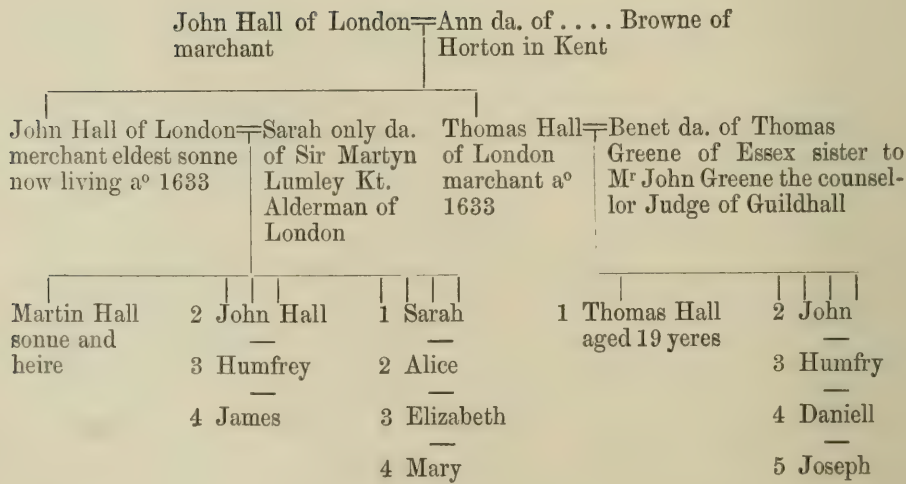 John Hall of London=Ann da. of .... Browne of
marchant Horton in Kent
John Hall of London=Sarah only da.
merchant eldest sonne of Sir Martyn
now living aº 1633 Lumley Kt.
Alderman of
London
Thomas Hall=Benet da. of Thomas
of London Greene of Essex sister to
marchant aº Mr John Greene the counsel-
1633 lor Judge of Guildhall
Martin Hall
sonne and
heire
2 John Hall
—
3 Humfrey
—
4 James
1 Sarah
—
2 Alice
—
3 Elizabeth
—
4 Mary
1 Thomas Hall
aged 19 yeres
2 John
—
3 Humfry
—
4 Daniell
—
5 Joseph